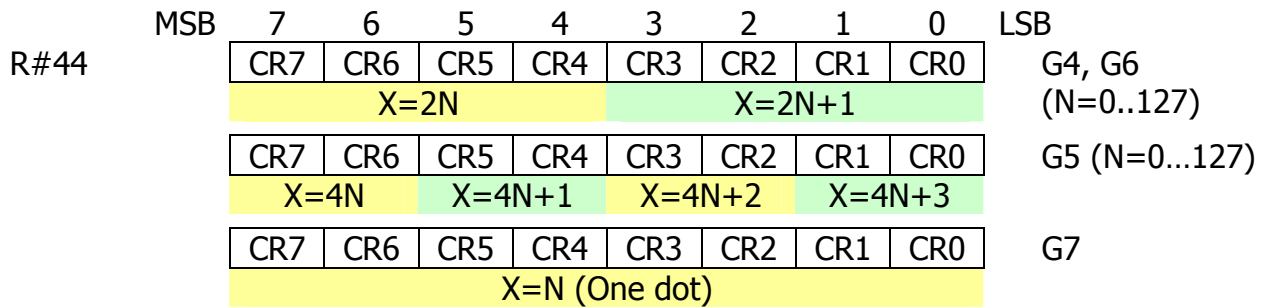 MSB 7 6 5 4 3 2 1 0 LSB
R#44 CR7 CR6 CR5 CR4 CR3 CR2 CR1 CR0 G4, G6
X=2N X=2N+1 (N=0..127)
CR7 CR6 CR5 CR4 CR3 CR2 CR1 CR0 G5 (N=0...127)
X=4N X=4N+1 X=4N+2 X=4N+3
CR7 CR6 CR5 CR4 CR3 CR2 CR1 CR0 G7
X=N (One dot)